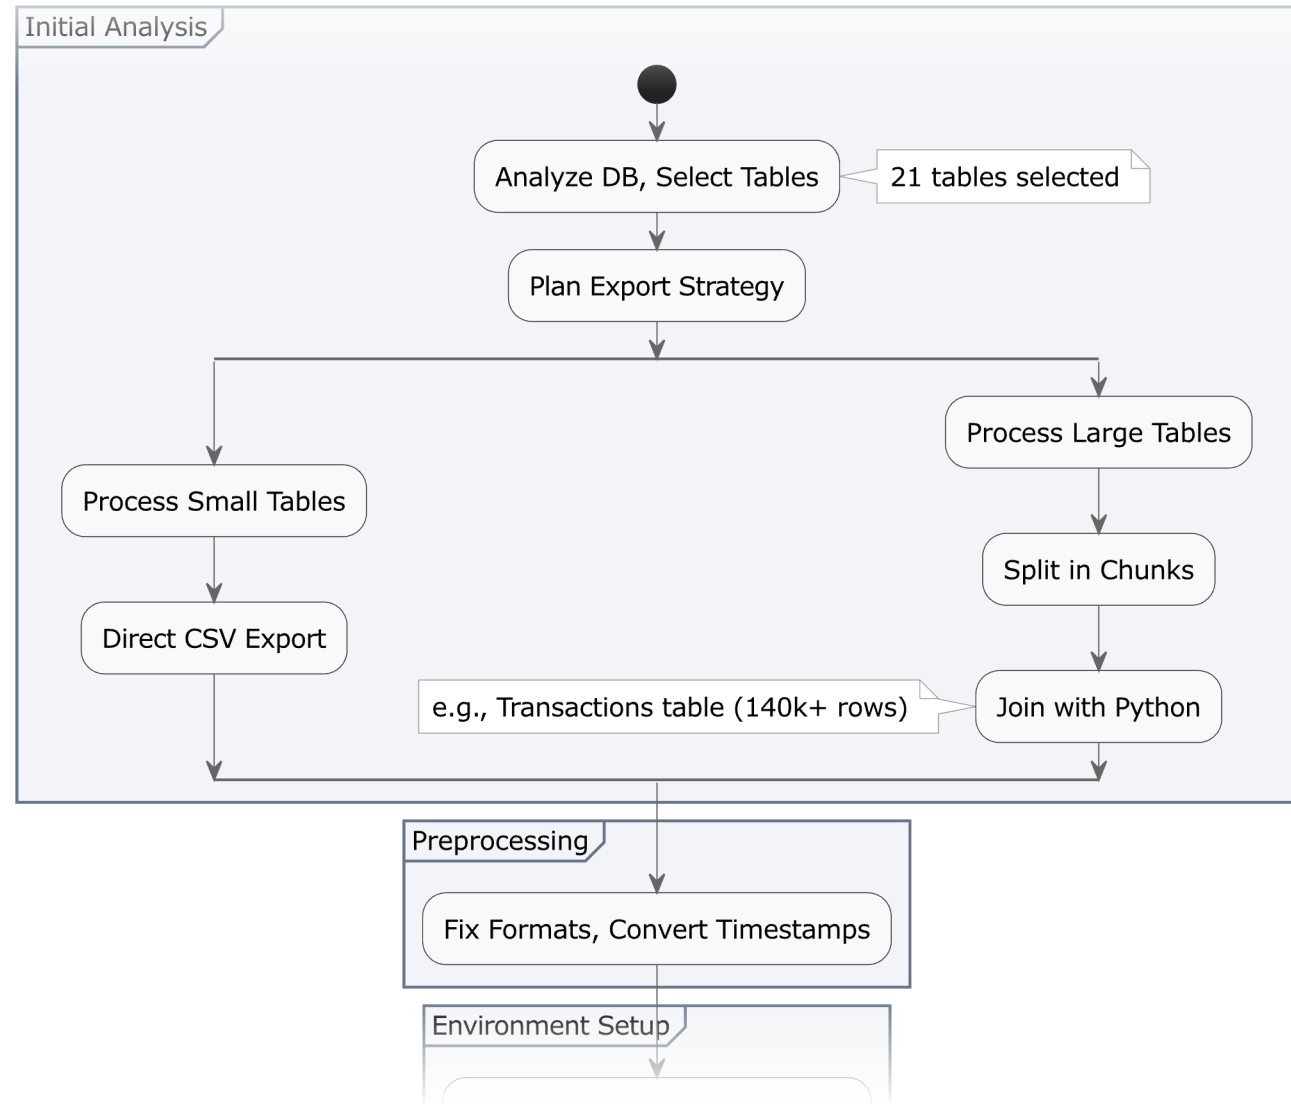 Initial Analysis
Analyze DB, Select Tables
21 tables selected
Plan Export Strategy
Process Large Tables
Process Small Tables
Split in Chunks
Direct CSV Export
e.g., Transactions table (140k+ rows)
Join with Python
Preprocessing
Fix Formats, Convert Timestamps
Environment Setup